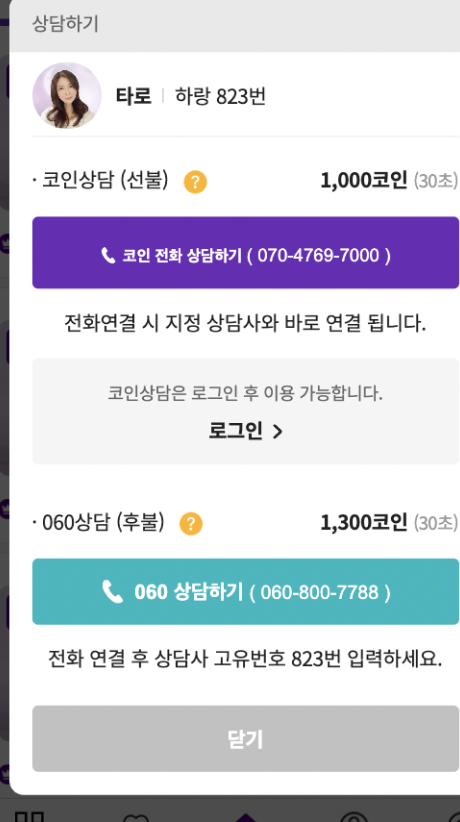 상담하기
타로 | 하랑 823번
· 코인상담 (선불) ? 1,000코인 (30초)
코인 전화 상담하기 ( 070-4769-7000 )
전화연결 시 지정 상담사와 바로 연결 됩니다.
코인상담은 로그인 후 이용 가능합니다.
로그인 >
· 060상담 (후불) ? 1,300코인 (30초)
060 상담하기 ( 060-800-7788 )
전화 연결 후 상담사 고유번호 823번 입력하세요.
닫기